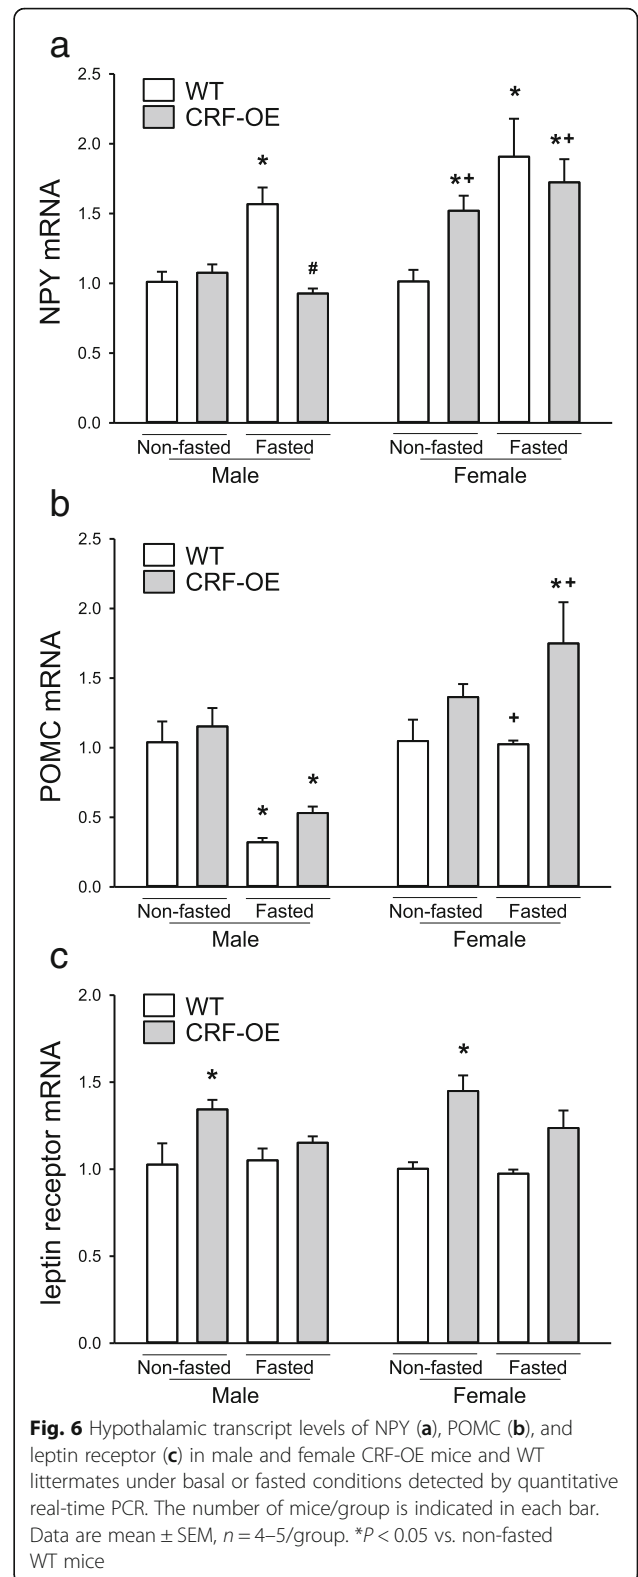 a
2.5
WT
CRF-OE
2.0
1.5
1.0
0.5
0.0
NPY mRNA
*
#
*+
*
*+
Non-fasted Fasted Non-fasted Fasted
Male Female
b
2.5
WT
CRF-OE
2.0
1.5
1.0
0.5
0.0
POMC mRNA
*
*
+
*+
Non-fasted Fasted Non-fasted Fasted
Male Female
c
2.0
WT
CRF-OE
1.5
1.0
0.5
0.0
leptin receptor mRNA
*
*
Non-fasted Fasted Non-fasted Fasted
Male Female
Fig. 6 Hypothalamic transcript levels of NPY (a), POMC (b), and
leptin receptor (c) in male and female CRF-OE mice and WT
littermates under basal or fasted conditions detected by quantitative
real-time PCR. The number of mice/group is indicated in each bar.
Data are mean ± SEM, n = 4–5/group. *P < 0.05 vs. non-fasted
WT mice